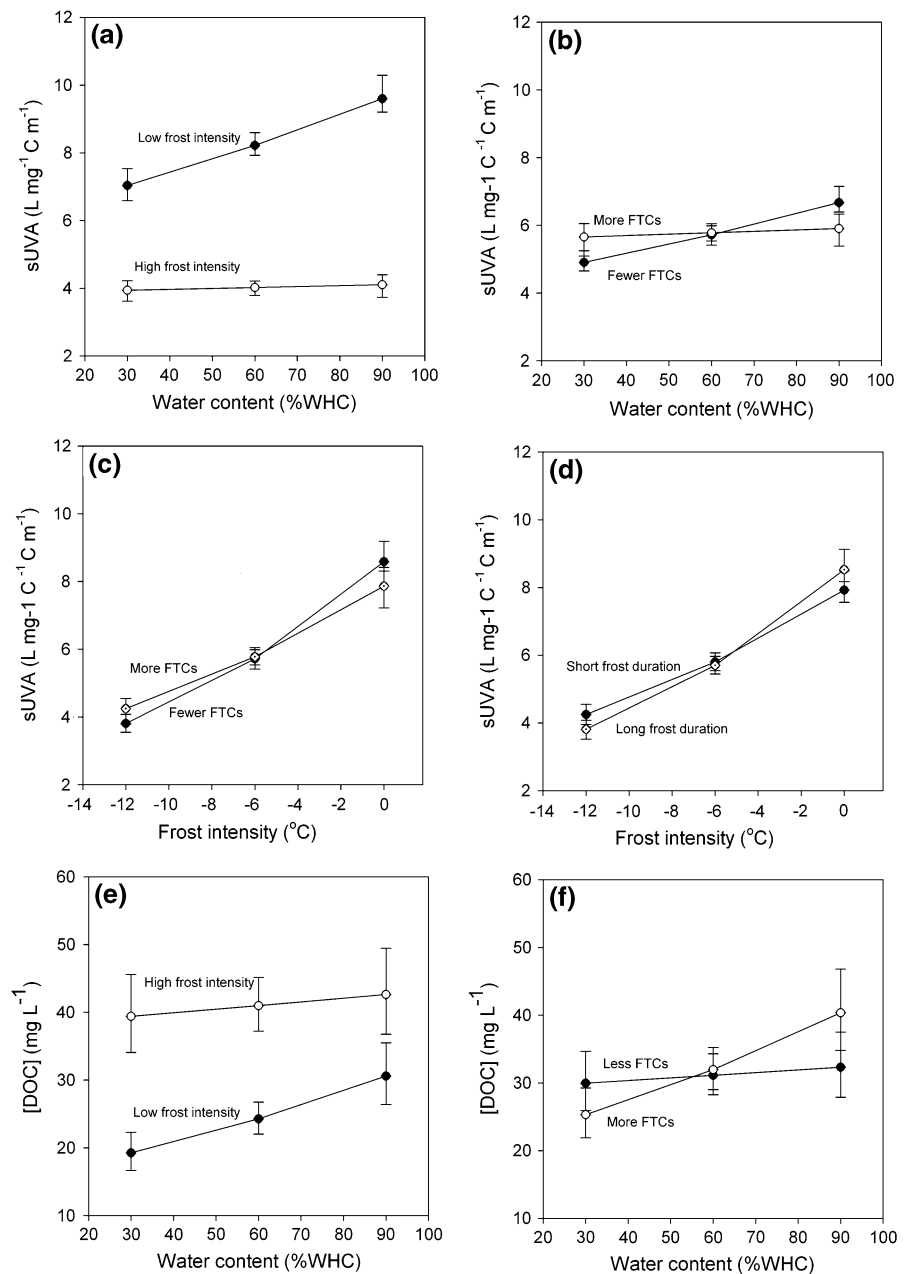 (a)
12
10
8
6
4
2
sUVA (L mg⁻¹ C m⁻¹)
Low frost intensity
High frost intensity
20 30 40 50 60 70 80 90 100
Water content (%WHC)
(b)
12
10
8
6
4
2
sUVA (L mg-1 C⁻¹ C m⁻¹)
More FTCs
Fewer FTCs
20 30 40 50 60 70 80 90 100
Water content (%WHC)
(c)
12
10
8
6
4
2
sUVA (L mg-1 C⁻¹ C m⁻¹)
More FTCs
Fewer FTCs
-14 -12 -10 -8 -6 -4 -2 0
Frost intensity (°C)
(d)
12
10
8
6
4
2
sUVA (L mg-1 C⁻¹ C m⁻¹)
Short frost duration
Long frost duration
-14 -12 -10 -8 -6 -4 -2 0
Frost intensity (°C)
(e)
60
50
40
30
20
10
[DOC] (mg L⁻¹)
High frost intensity
Low frost intensity
20 30 40 50 60 70 80 90 100
Water content (%WHC)
(f)
60
50
40
30
20
10
[DOC] (mg L⁻¹)
Less FTCs
More FTCs
20 30 40 50 60 70 80 90 100
Water content (%WHC)